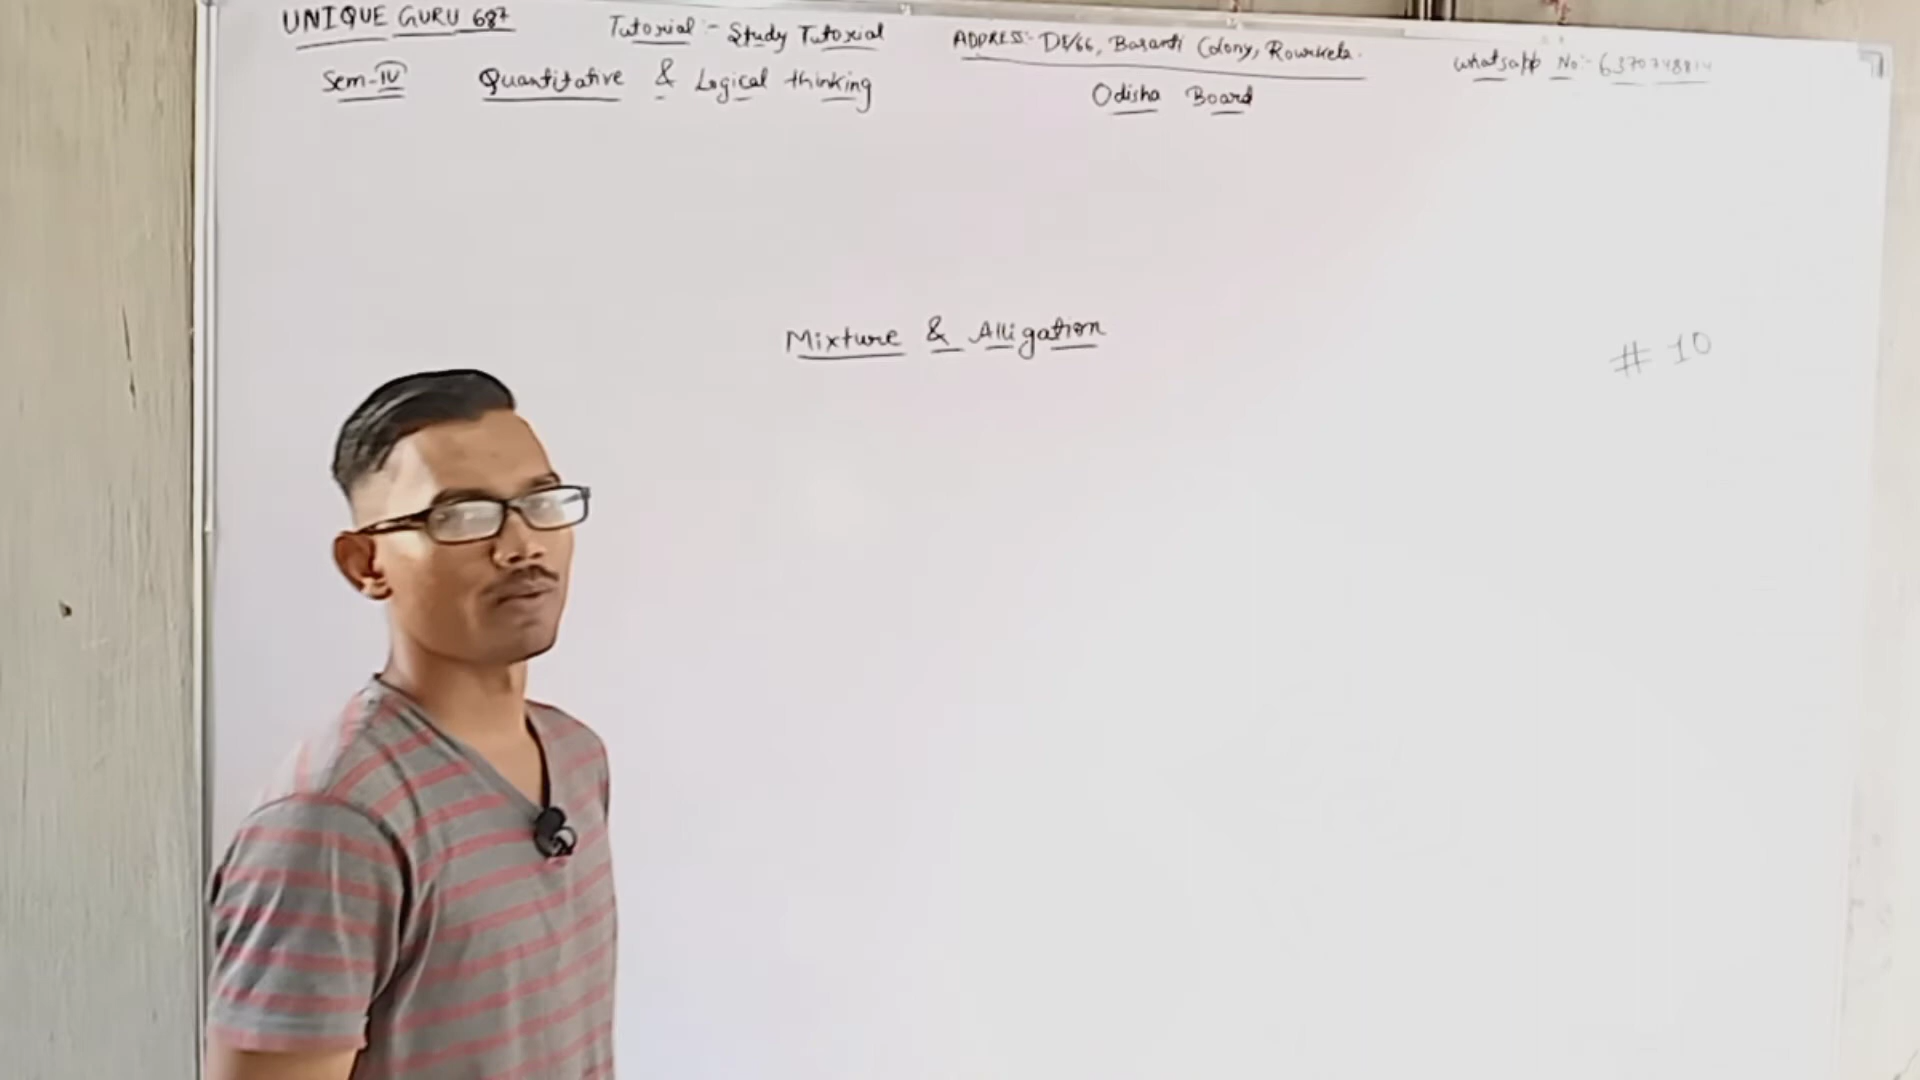 UNIQUE GURU 687 Tutorial:- Study Tutorial ADDRESS:- DE/66, Basanti Colony, Rourkela. Whatsapp No:- 6370748814
Sem-IV Quantitative & Logical thinking Odisha Board
Mixture & Alligation
# 10